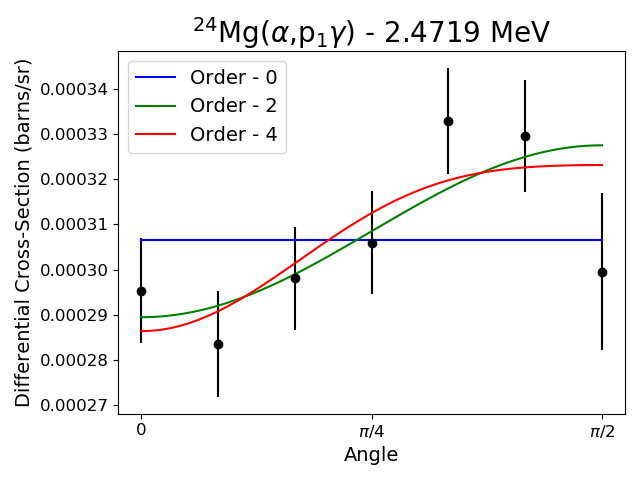 ²⁴Mg(α,p₁γ) - 2.4719 MeV
Differential Cross-Section (barns/sr)
0.00034
0.00033
0.00032
0.00031
0.00030
0.00029
0.00028
0.00027
Order - 0
Order - 2
Order - 4
0
π/4
π/2
Angle